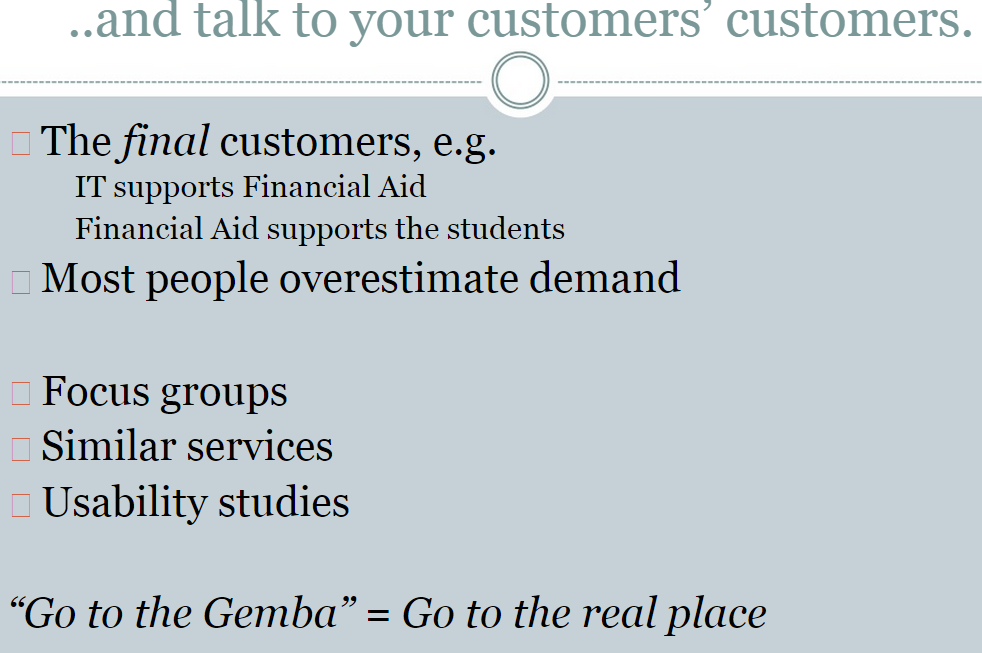 ..and talk to your customers’ customers.
The final customers, e.g.
IT supports Financial Aid
Financial Aid supports the students
Most people overestimate demand
Focus groups
Similar services
Usability studies
“Go to the Gemba” = Go to the real place